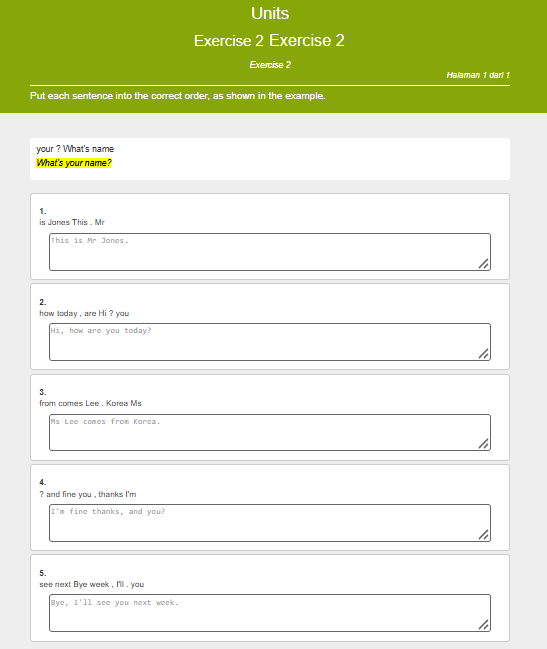 Units
Exercise 2 Exercise 2
Exercise 2
Halaman 1 dari 1
Put each sentence into the correct order, as shown in the example.
your ? What's name
What's your name?
1.
is Jones This . Mr
This is Mr Jones.
2.
how today , are Hi ? you
Hi, how are you today?
3.
from comes Lee . Korea Ms
Ms Lee comes from Korea.
4.
? and fine you , thanks I'm
I'm fine thanks, and you?
5.
see next Bye week , I'll . you
Bye, I'll see you next week.